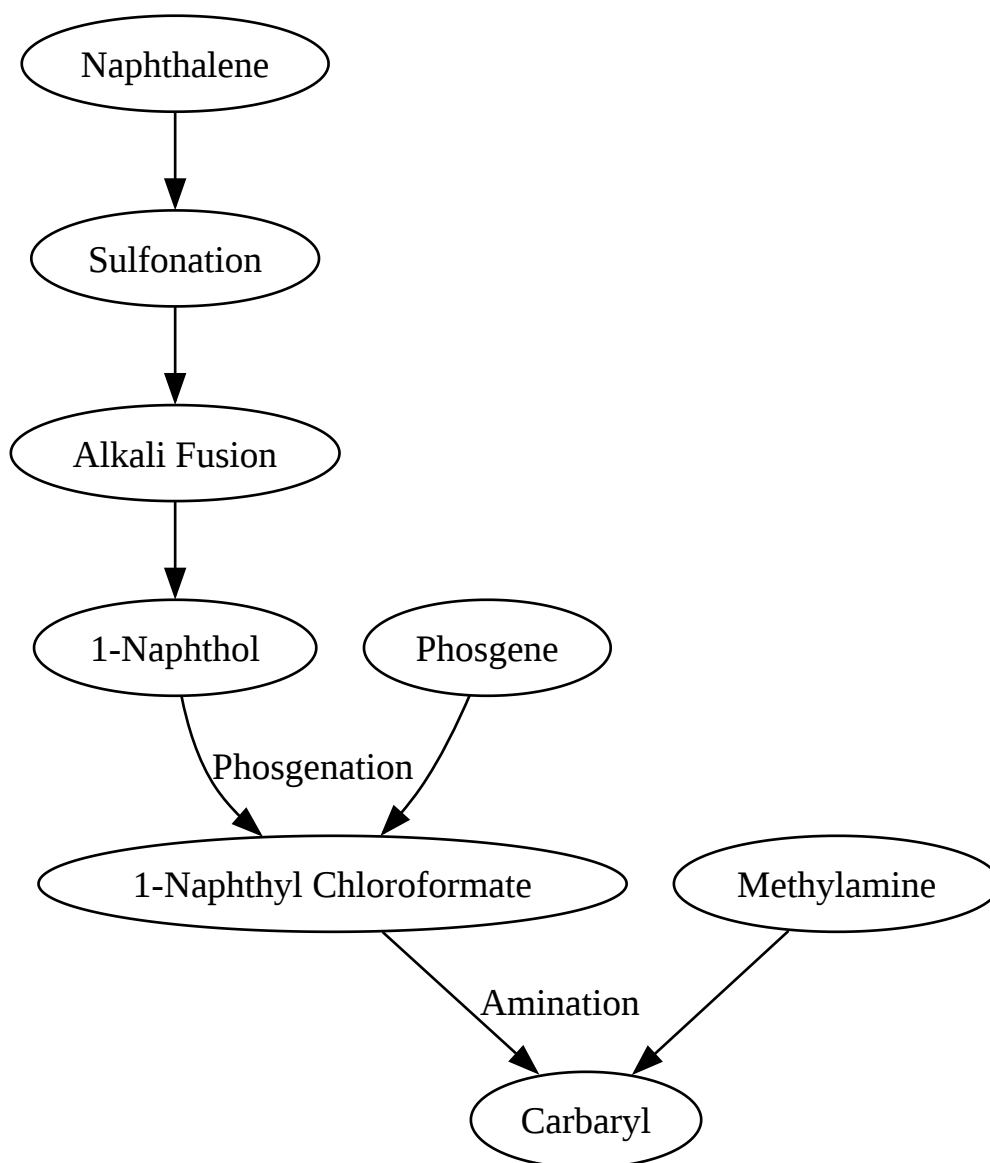 Naphthalene
Sulfonation
Alkali Fusion
1-Naphthol
Phosgene
Phosgenation
1-Naphthyl Chloroformate
Methylamine
Amination
Carbaryl